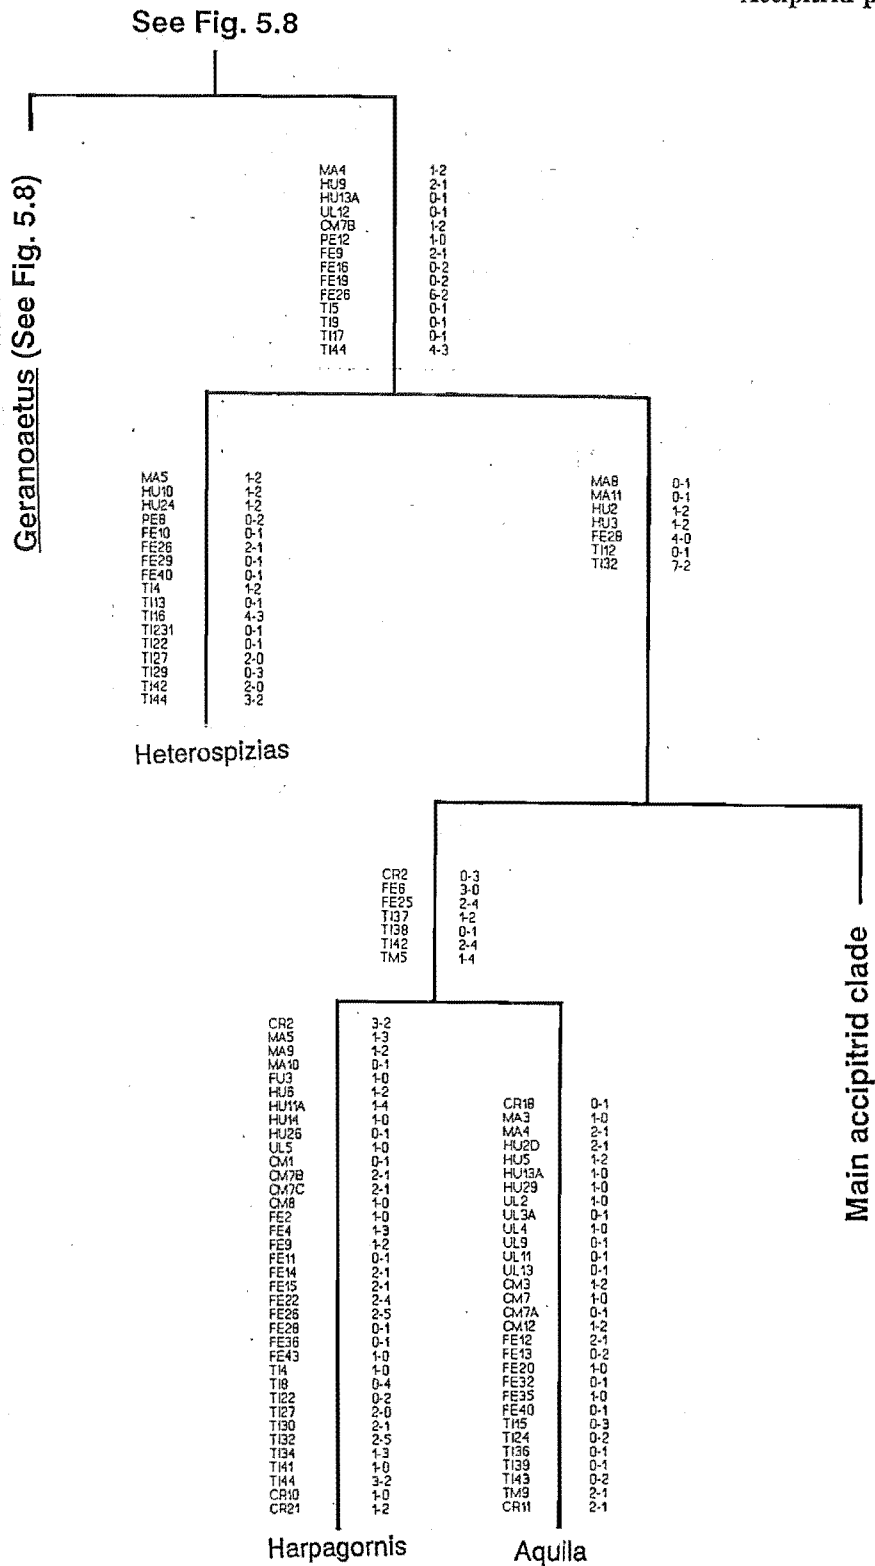 Accipitrid p
See Fig. 5.8
Geranoaetus (See Fig. 5.8)
MA4 1-2
HU9 2-1
HU13A 0-1
UL12 0-1
CM7B 1-2
PE12 1-0
FE9 2-1
FE16 0-2
FE19 0-2
FE26 6-2
TI5 0-1
TI9 0-1
TI17 0-1
TI44 4-3
MA5 1-2
HU10 1-2
HU24 1-2
PE8 0-2
FE10 0-1
FE26 2-1
FE29 0-1
FE40 0-1
TI4 1-2
TI13 0-1
TI16 4-3
TI231 0-1
TI22 0-1
TI27 2-0
TI29 0-3
TI42 2-0
TI44 3-2
Heterospizias
MA8 0-1
MA11 0-1
HU2 1-2
HU3 1-2
FE28 4-0
TI12 0-1
TI32 7-2
CR2 0-3
FE6 3-0
FE25 2-4
TI37 1-2
TI38 0-1
TI42 2-4
TM5 1-4
Main accipitrid clade
CR2 3-2
MA5 1-3
MA9 1-2
MA10 0-1
FU3 1-0
HU6 1-2
HU11A 1-4
HU14 1-0
HU26 0-1
UL5 1-0
CM1 0-1
CM7B 2-1
CM7C 2-1
CM8 1-0
FE2 1-0
FE4 1-3
FE9 1-2
FE11 0-1
FE14 2-1
FE15 2-1
FE22 2-4
FE26 2-5
FE28 0-1
FE36 0-1
FE43 1-0
TI4 1-0
TI8 0-4
TI22 0-2
TI27 2-0
TI30 2-1
TI32 2-5
TI34 1-3
TI41 1-0
TI44 3-2
CR10 1-0
CR21 1-2
Harpagornis
CR18 0-1
MA3 1-0
MA4 2-1
HU2D 2-1
HU5 1-2
HU13A 1-0
HU29 1-0
UL2 1-0
UL3A 0-1
UL4 1-0
UL9 0-1
UL11 0-1
UL13 0-1
CM3 1-2
CM7 1-0
CM7A 0-1
CM12 1-2
FE12 2-1
FE13 0-2
FE20 1-0
FE32 0-1
FE35 1-0
FE40 0-1
TI15 0-3
TI24 0-2
TI36 0-1
TI39 0-1
TI43 0-2
TM9 2-1
CR11 2-1
Aquila